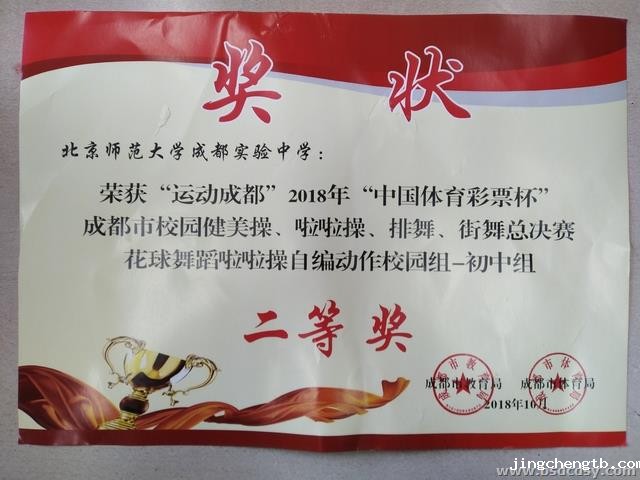 奖 状
北京师范大学成都实验中学：
荣获“运动成都”2018年“中国体育彩票杯”
成都市校园健美操、啦啦操、排舞、街舞总决赛
花球舞蹈啦啦操自编动作校园组-初中组
二等奖
成都市教育局 成都市体育局
2018年10月
jingchengtb.com